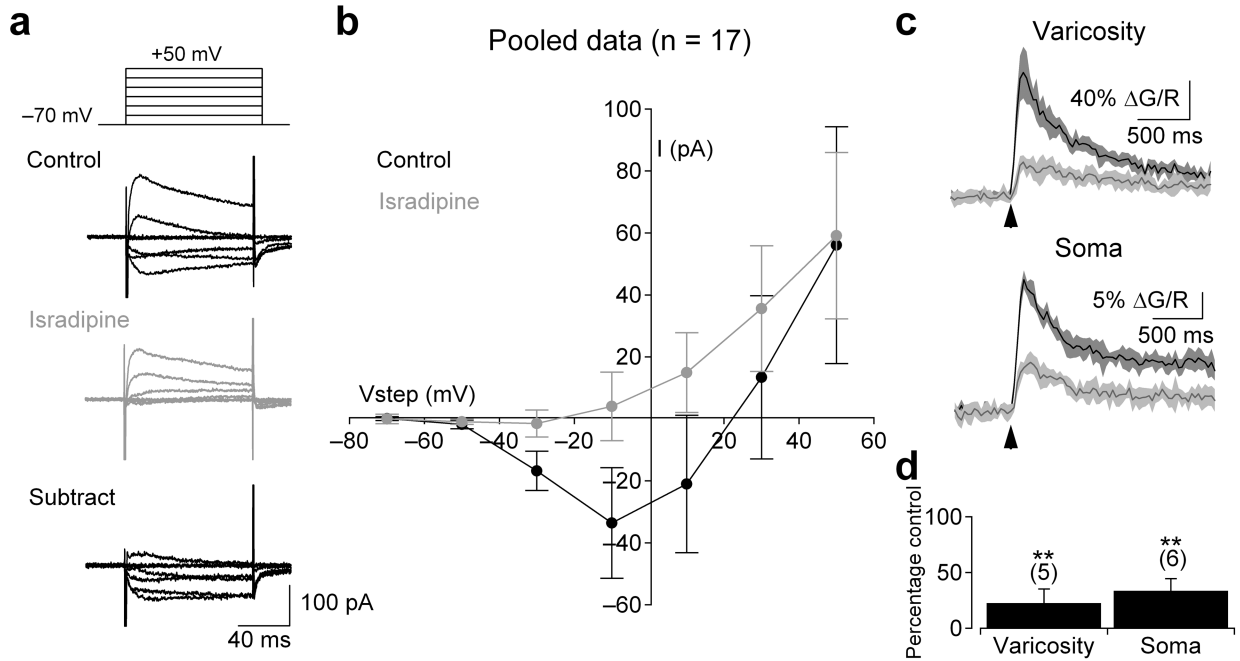 a
+50 mV
–70 mV
Control
Isradipine
Subtract
100 pA
40 ms
b
Pooled data (n = 17)
Control
Isradipine
I (pA)
Vstep (mV)
100
80
60
40
20
–20
–40
–60
–80
–60
–40
–20
20
40
60
c
Varicosity
40% ΔG/R
500 ms
Soma
5% ΔG/R
500 ms
d
Percentage control
100
50
0
**
(5)
**
(6)
Varicosity
Soma